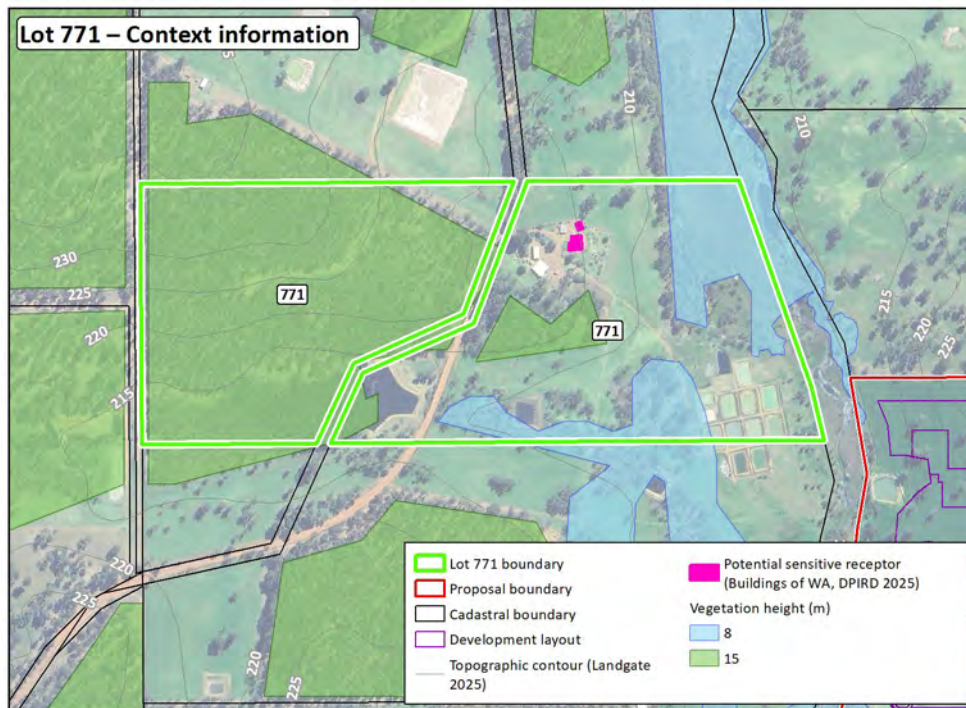 Lot 771 – Context information
210
210
230
225
771
220
771
215
220
225
215
220
225
220
225
Lot 771 boundary
Proposal boundary
Cadastral boundary
Development layout
Topographic contour (Landgate
2025)
Potential sensitive receptor
(Buildings of WA, DPIRD 2025)
Vegetation height (m)
8
15